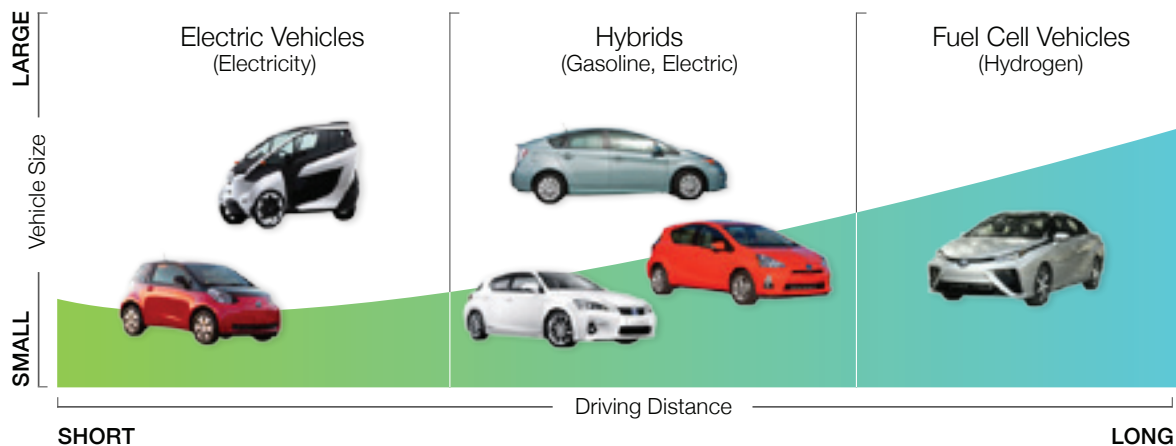 LARGE
Vehicle Size
SMALL
Electric Vehicles
(Electricity)
Hybrids
(Gasoline, Electric)
Fuel Cell Vehicles
(Hydrogen)
Driving Distance
SHORT
LONG